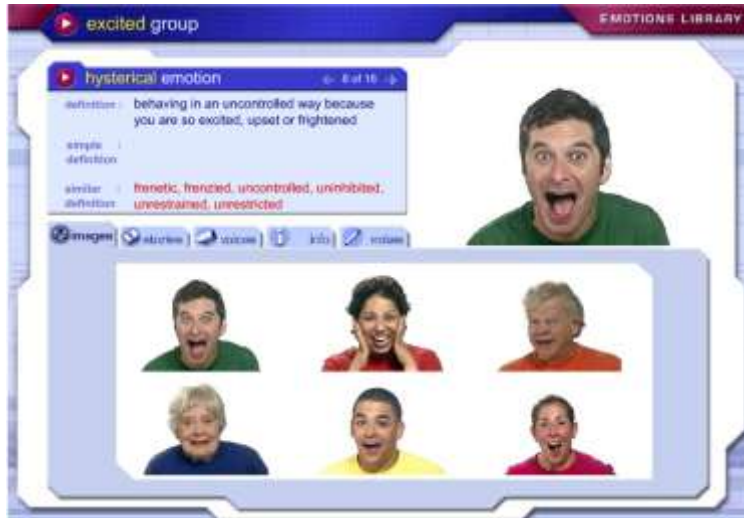 excited group
EMOTIONS LIBRARY
hysterical emotion
8 of 16
definition : behaving in an uncontrolled way because
you are so excited, upset or frightened
simple :
definition
similar : frenetic, frenzied, uncontrolled, uninhibited,
definition unrestrained, unrestricted
images stories voices info notes